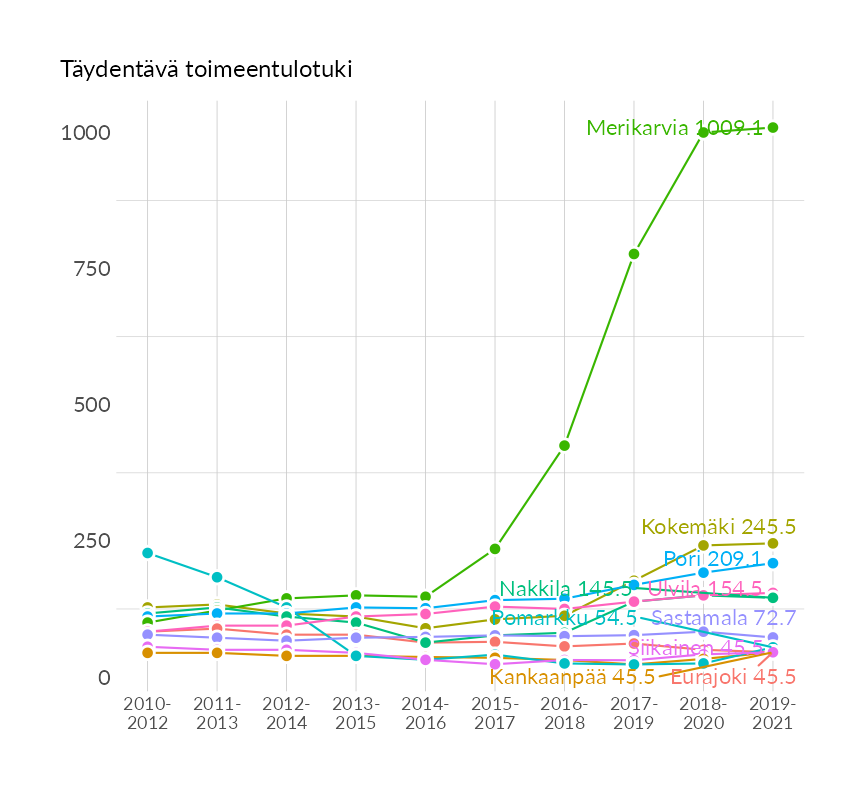 Täydentävä toimeentulotuki
1000
750
500
250
0
Merikarvia 1009.1
Kokemäki 245.5
Pori 209.1
Nakkila 145.5
Ulvila 154.5
Pomarkku 54.5
Sastamala 72.7
Siikainen 45.5
Kankaanpää 45.5
Eurajoki 45.5
2010-
2012
2011-
2013
2012-
2014
2013-
2015
2014-
2016
2015-
2017
2016-
2018
2017-
2019
2018-
2020
2019-
2021